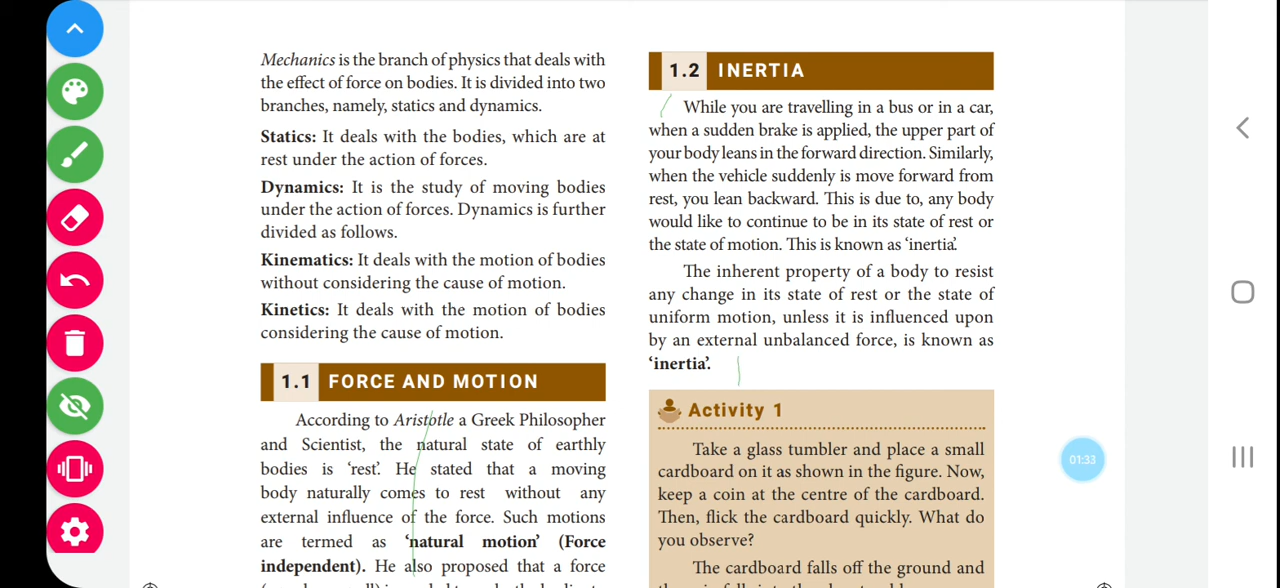 Mechanics is the branch of physics that deals with
the effect of force on bodies. It is divided into two
branches, namely, statics and dynamics.
Statics: It deals with the bodies, which are at
rest under the action of forces.
Dynamics: It is the study of moving bodies
under the action of forces. Dynamics is further
divided as follows.
Kinematics: It deals with the motion of bodies
without considering the cause of motion.
Kinetics: It deals with the motion of bodies
considering the cause of motion.
1.1 FORCE AND MOTION
According to Aristotle a Greek Philosopher
and Scientist, the natural state of earthly
bodies is ‘rest’. He stated that a moving
body naturally comes to rest without any
external influence of the force. Such motions
are termed as ‘natural motion’ (Force
independent). He also proposed that a force
1.2 INERTIA
While you are travelling in a bus or in a car,
when a sudden brake is applied, the upper part of
your body leans in the forward direction. Similarly,
when the vehicle suddenly is move forward from
rest, you lean backward. This is due to, any body
would like to continue to be in its state of rest or
the state of motion. This is known as ‘inertia’.
The inherent property of a body to resist
any change in its state of rest or the state of
uniform motion, unless it is influenced upon
by an external unbalanced force, is known as
‘inertia’.
Activity 1
Take a glass tumbler and place a small
cardboard on it as shown in the figure. Now,
keep a coin at the centre of the cardboard.
Then, flick the cardboard quickly. What do
you observe?
The cardboard falls off the ground and
01:33